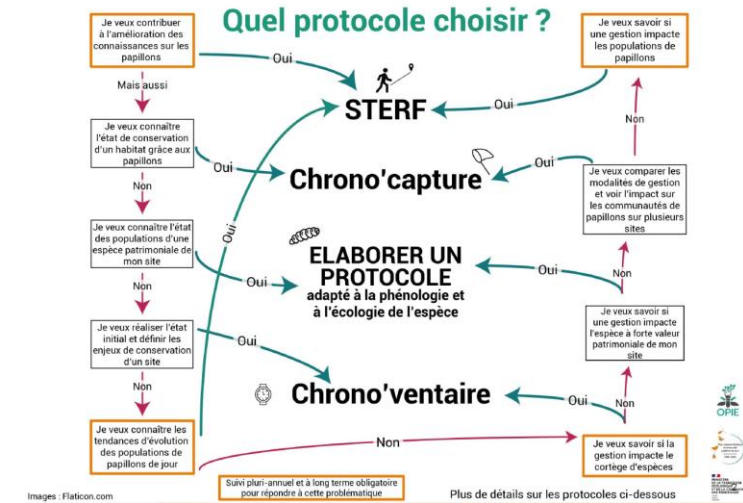 Quel protocole choisir ?
Je veux contribuer
à l'amélioration des
connaissances sur les
papillons
Oui
Mais aussi
Je veux connaître
l'état de conservation
d'un habitat grâce aux
papillons
Oui
Non
Je veux connaître l'état
des populations d'une
espèce patrimoniale de
mon site
Oui
Non
Je veux réaliser l'état
initial et définir les
enjeux de conservation
d'un site
Oui
Non
Je veux connaître les
tendances d'évolution
des populations de
papillons de jour
Oui
Non
STERF
Chrono'capture
ELABORER UN
PROTOCOLE
adapté à la phénologie et
à l'écologie de l'espèce
Chrono'ventaire
Je veux savoir si
une gestion impacte
les populations de
papillons
Oui
Non
Je veux comparer les
modalités de gestion
et voir l'impact sur
les communautés de
papillons sur plusieurs
sites
Oui
Non
Je veux savoir si
une gestion impacte
l'espèce à forte valeur
patrimoniale de mon
site
Oui
Non
Je veux savoir si la
gestion impacte le
cortège d'espèces
Oui
Suivi pluri-annuel et à long terme obligatoire
pour répondre à cette problématique
Images : Flaticon.com
Plus de détails sur les protocoles ci-dessous
OPIE